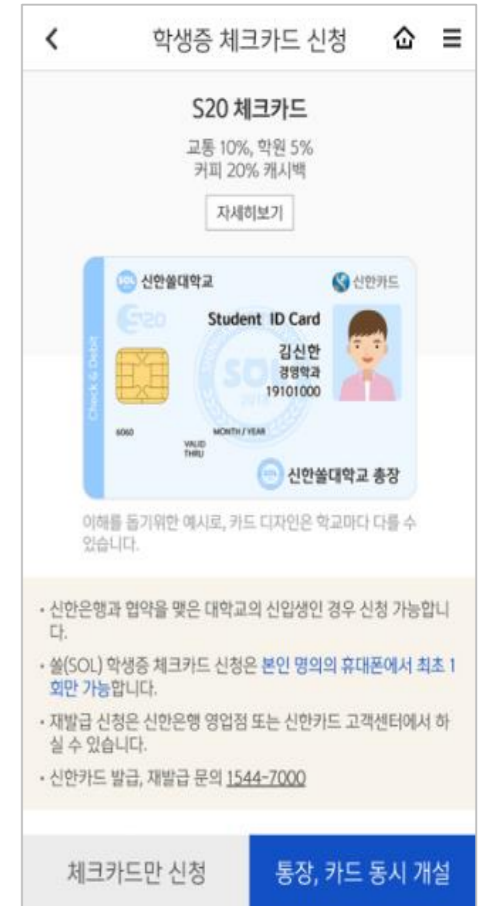 학생증 체크카드 신청
S20 체크카드
교통 10%, 학원 5%
커피 20% 캐시백
자세히보기
SOL 신한쏠대학교
신한카드
S20
Student ID Card
김신한
경영학과
19101000
Check & Debit
SOL
2019
6060
MONTH / YEAR
VALID
THRU
신한쏠대학교 총장
이해를 돕기위한 예시로, 카드 디자인은 학교마다 다를 수
있습니다.
• 신한은행과 협약을 맺은 대학교의 신입생인 경우 신청 가능합니
다.
• 쏠(SOL) 학생증 체크카드 신청은 본인 명의의 휴대폰에서 최초 1
회만 가능합니다.
• 재발급 신청은 신한은행 영업점 또는 신한카드 고객센터에서 하
실 수 있습니다.
• 신한카드 발급, 재발급 문의 1544-7000
체크카드만 신청
통장, 카드 동시 개설